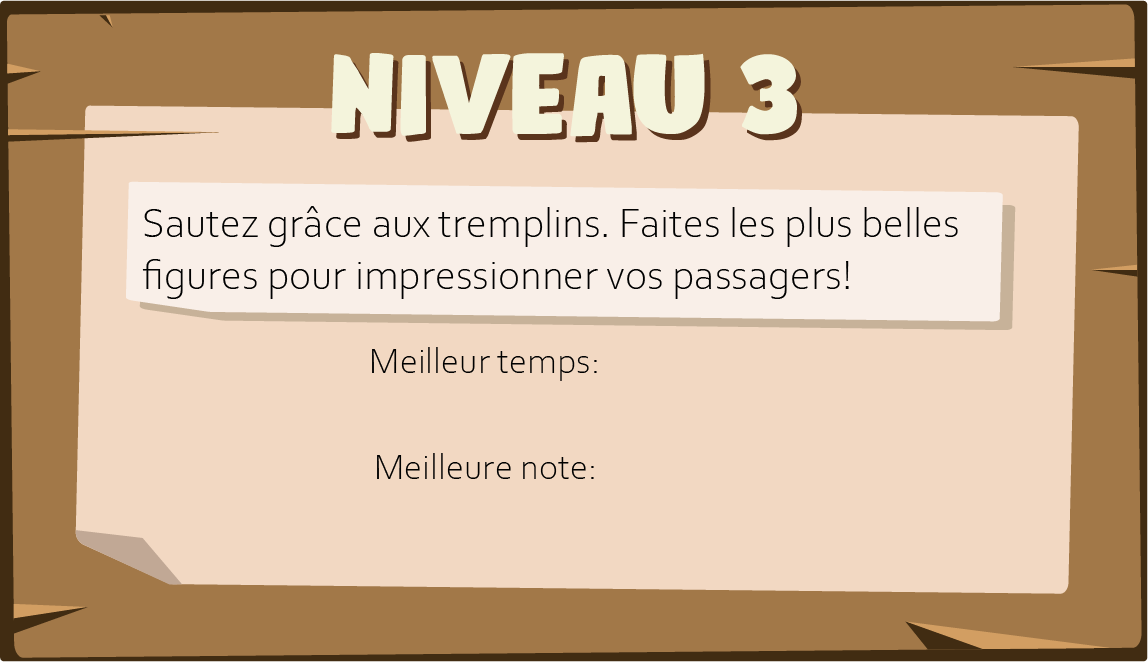 NIVEAU 3
Sautez grâce aux tremplins. Faites les plus belles
figures pour impressionner vos passagers!
Meilleur temps:
Meilleure note: